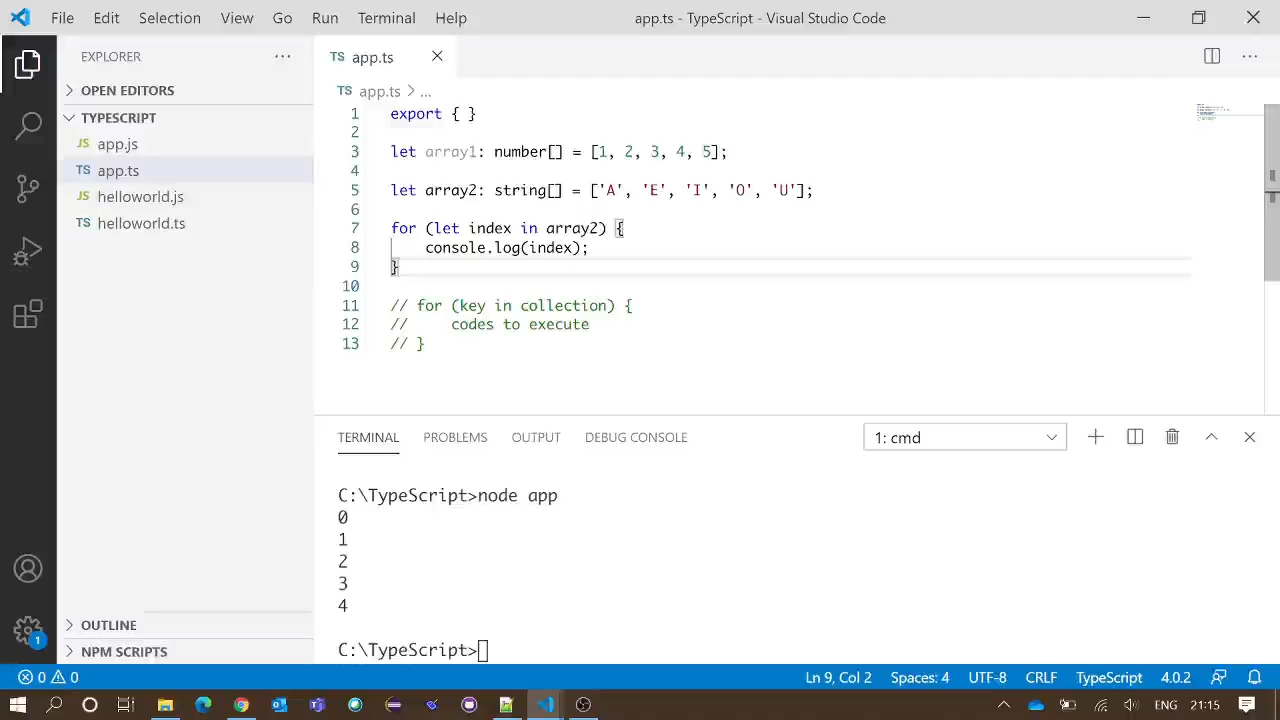 File Edit Selection View Go Run Terminal Help app.ts - TypeScript - Visual Studio Code
EXPLORER ···
OPEN EDITORS
TYPESCRIPT
JS app.js
TS app.ts
JS helloworld.js
TS helloworld.ts
OUTLINE
NPM SCRIPTS
1
TS app.ts
TS app.ts > ...
1 export { }
2
3 let array1: number[] = [1, 2, 3, 4, 5];
4
5 let array2: string[] = ['A', 'E', 'I', 'O', 'U'];
6
7 for (let index in array2) {
8     console.log(index);
9 }
10
11 // for (key in collection) {
12 //     codes to execute
13 // }
TERMINAL PROBLEMS OUTPUT DEBUG CONSOLE 1: cmd
C:\TypeScript>node app
0
1
2
3
4
C:\TypeScript>
0 0 Ln 9, Col 2 Spaces: 4 UTF-8 CRLF TypeScript 4.0.2
ENG 21:15